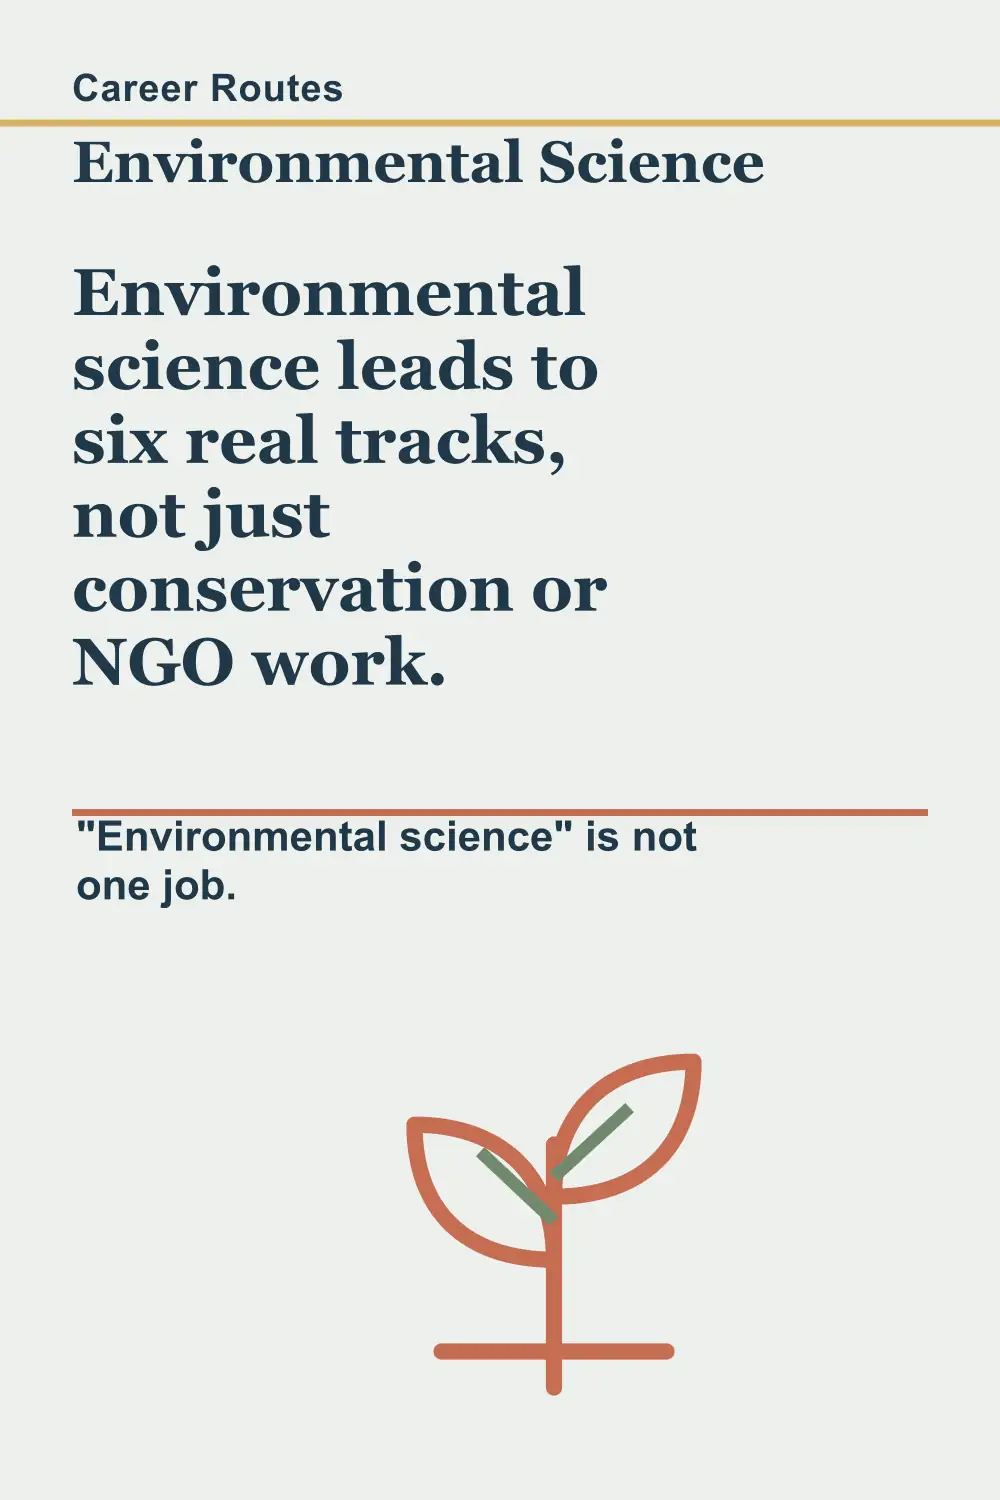 Career Routes
Environmental Science
Environmental
science leads to
six real tracks,
not just
conservation or
NGO work.
"Environmental science" is not
one job.